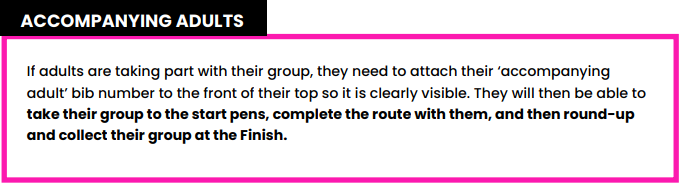 ACCOMPANYING ADULTS
If adults are taking part with their group, they need to attach their ‘accompanying
adult’ bib number to the front of their top so it is clearly visible. They will then be able to
take their group to the start pens, complete the route with them, and then round-up
and collect their group at the Finish.